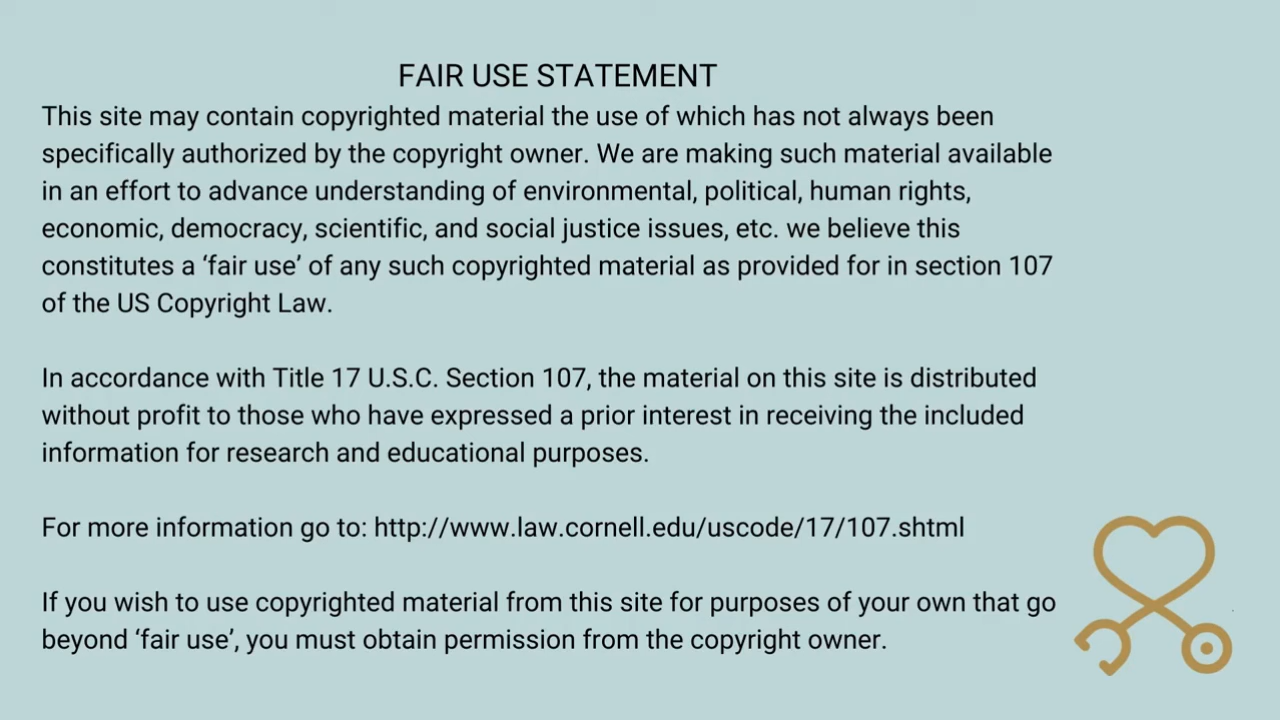 FAIR USE STATEMENT
This site may contain copyrighted material the use of which has not always been
specifically authorized by the copyright owner. We are making such material available
in an effort to advance understanding of environmental, political, human rights,
economic, democracy, scientific, and social justice issues, etc. we believe this
constitutes a ‘fair use’ of any such copyrighted material as provided for in section 107
of the US Copyright Law.
In accordance with Title 17 U.S.C. Section 107, the material on this site is distributed
without profit to those who have expressed a prior interest in receiving the included
information for research and educational purposes.
For more information go to: http://www.law.cornell.edu/uscode/17/107.shtml
If you wish to use copyrighted material from this site for purposes of your own that go
beyond ‘fair use’, you must obtain permission from the copyright owner.